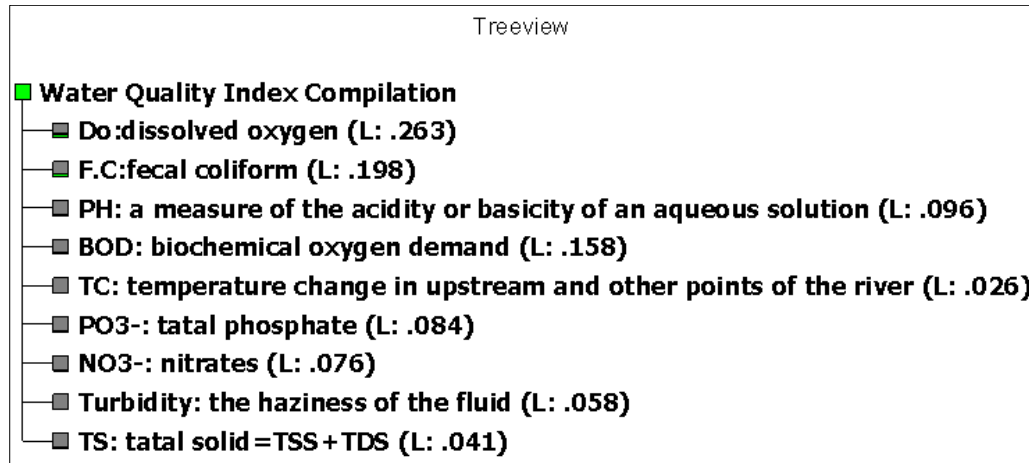 Treeview
Water Quality Index Compilation
Do:dissolved oxygen (L: .263)
F.C:fecal coliform (L: .198)
PH: a measure of the acidity or basicity of an aqueous solution (L: .096)
BOD: biochemical oxygen demand (L: .158)
TC: temperature change in upstream and other points of the river (L: .026)
PO3-: tatal phosphate (L: .084)
NO3-: nitrates (L: .076)
Turbidity: the haziness of the fluid (L: .058)
TS: tatal solid=TSS+TDS (L: .041)